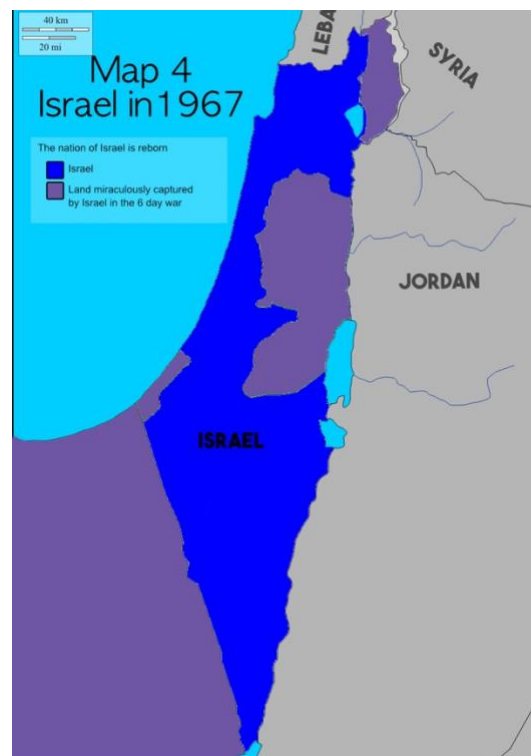 40 km
20 mi
Map 4
Israel in 1967
The nation of Israel is reborn
Israel
Land miraculously captured
by Israel in the 6 day war
LEBA
SYRIA
JORDAN
ISRAEL